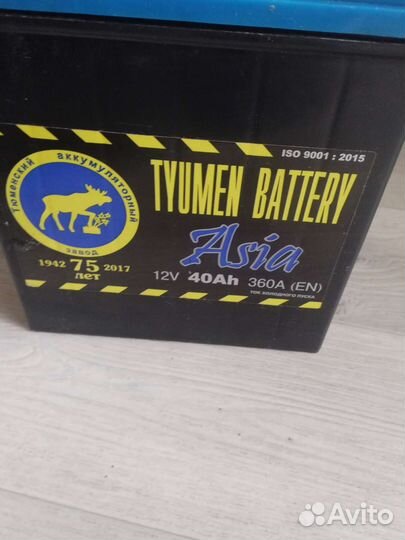 ISO 9001 : 2015
Тюменский аккумуляторный завод
TYUMEN BATTERY
Asia
1942 75 2017
лет
12V 40Ah 360A (EN)
ток холодного пуска
Avito